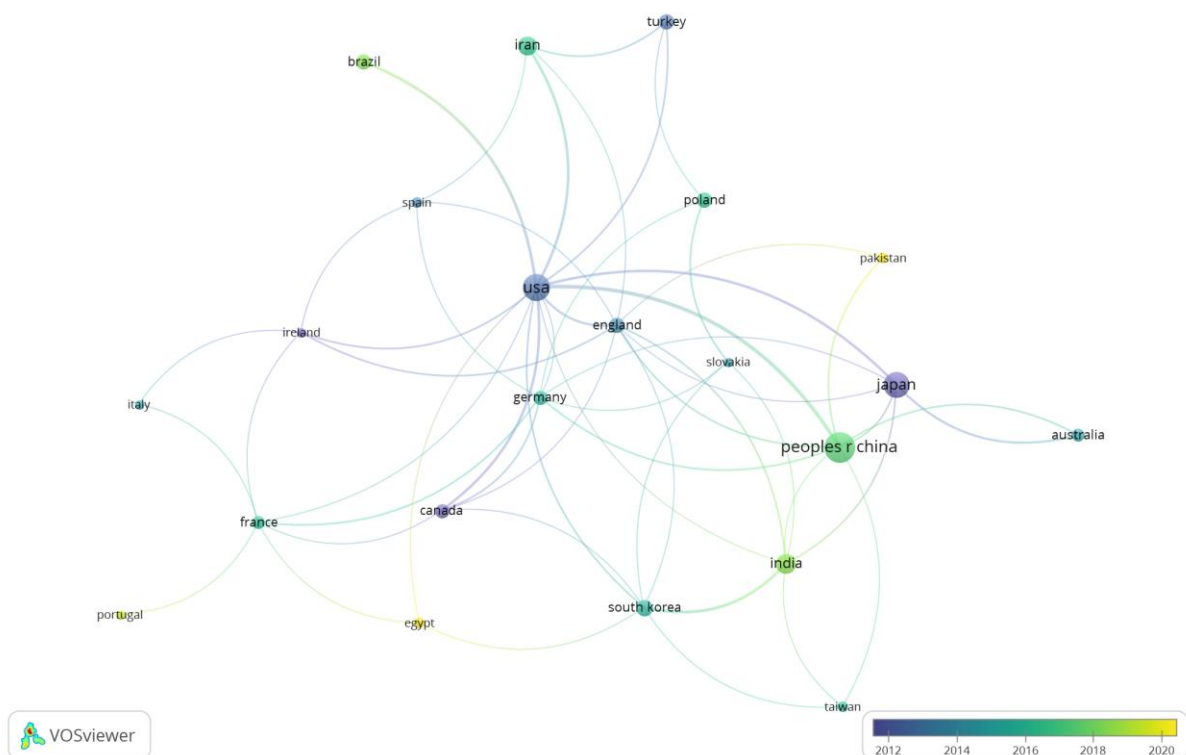 turkey
iran
brazil
spain
poland
pakistan
usa
england
ireland
slovakia
japan
germany
italy
australia
peoples r china
canada
france
india
south korea
portugal
egypt
taiwan
VOSviewer
2012 2014 2016 2018 2020